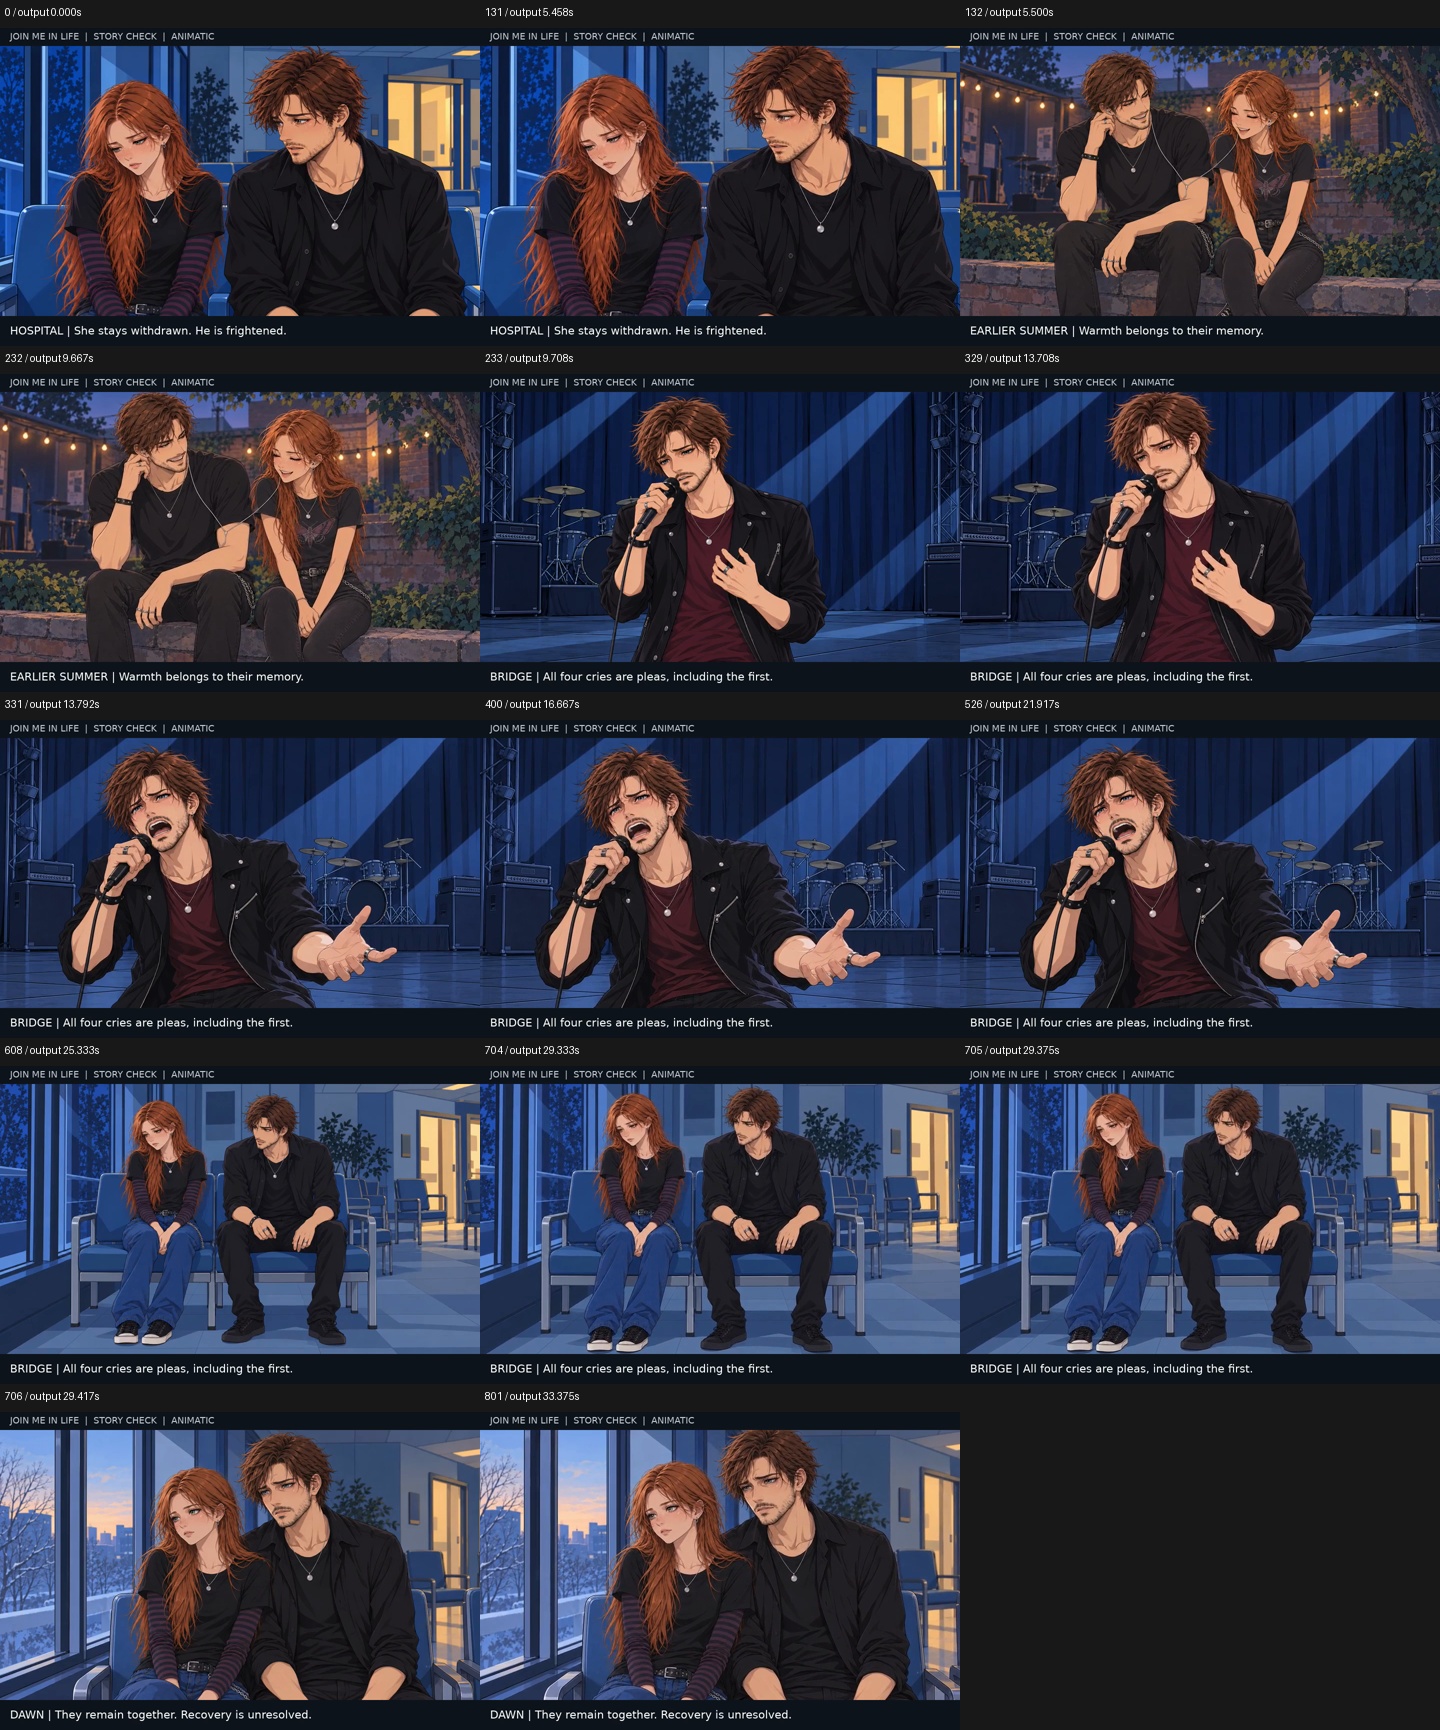 0 / output 0.000s
JOIN ME IN LIFE | STORY CHECK | ANIMATIC
HOSPITAL | She stays withdrawn. He is frightened.
131 / output 5.458s
JOIN ME IN LIFE | STORY CHECK | ANIMATIC
HOSPITAL | She stays withdrawn. He is frightened.
132 / output 5.500s
JOIN ME IN LIFE | STORY CHECK | ANIMATIC
EARLIER SUMMER | Warmth belongs to their memory.
232 / output 9.667s
JOIN ME IN LIFE | STORY CHECK | ANIMATIC
EARLIER SUMMER | Warmth belongs to their memory.
233 / output 9.708s
JOIN ME IN LIFE | STORY CHECK | ANIMATIC
BRIDGE | All four cries are pleas, including the first.
329 / output 13.708s
JOIN ME IN LIFE | STORY CHECK | ANIMATIC
BRIDGE | All four cries are pleas, including the first.
331 / output 13.792s
JOIN ME IN LIFE | STORY CHECK | ANIMATIC
BRIDGE | All four cries are pleas, including the first.
400 / output 16.667s
JOIN ME IN LIFE | STORY CHECK | ANIMATIC
BRIDGE | All four cries are pleas, including the first.
526 / output 21.917s
JOIN ME IN LIFE | STORY CHECK | ANIMATIC
BRIDGE | All four cries are pleas, including the first.
608 / output 25.333s
JOIN ME IN LIFE | STORY CHECK | ANIMATIC
BRIDGE | All four cries are pleas, including the first.
704 / output 29.333s
JOIN ME IN LIFE | STORY CHECK | ANIMATIC
BRIDGE | All four cries are pleas, including the first.
705 / output 29.375s
JOIN ME IN LIFE | STORY CHECK | ANIMATIC
BRIDGE | All four cries are pleas, including the first.
706 / output 29.417s
JOIN ME IN LIFE | STORY CHECK | ANIMATIC
DAWN | They remain together. Recovery is unresolved.
801 / output 33.375s
JOIN ME IN LIFE | STORY CHECK | ANIMATIC
DAWN | They remain together. Recovery is unresolved.